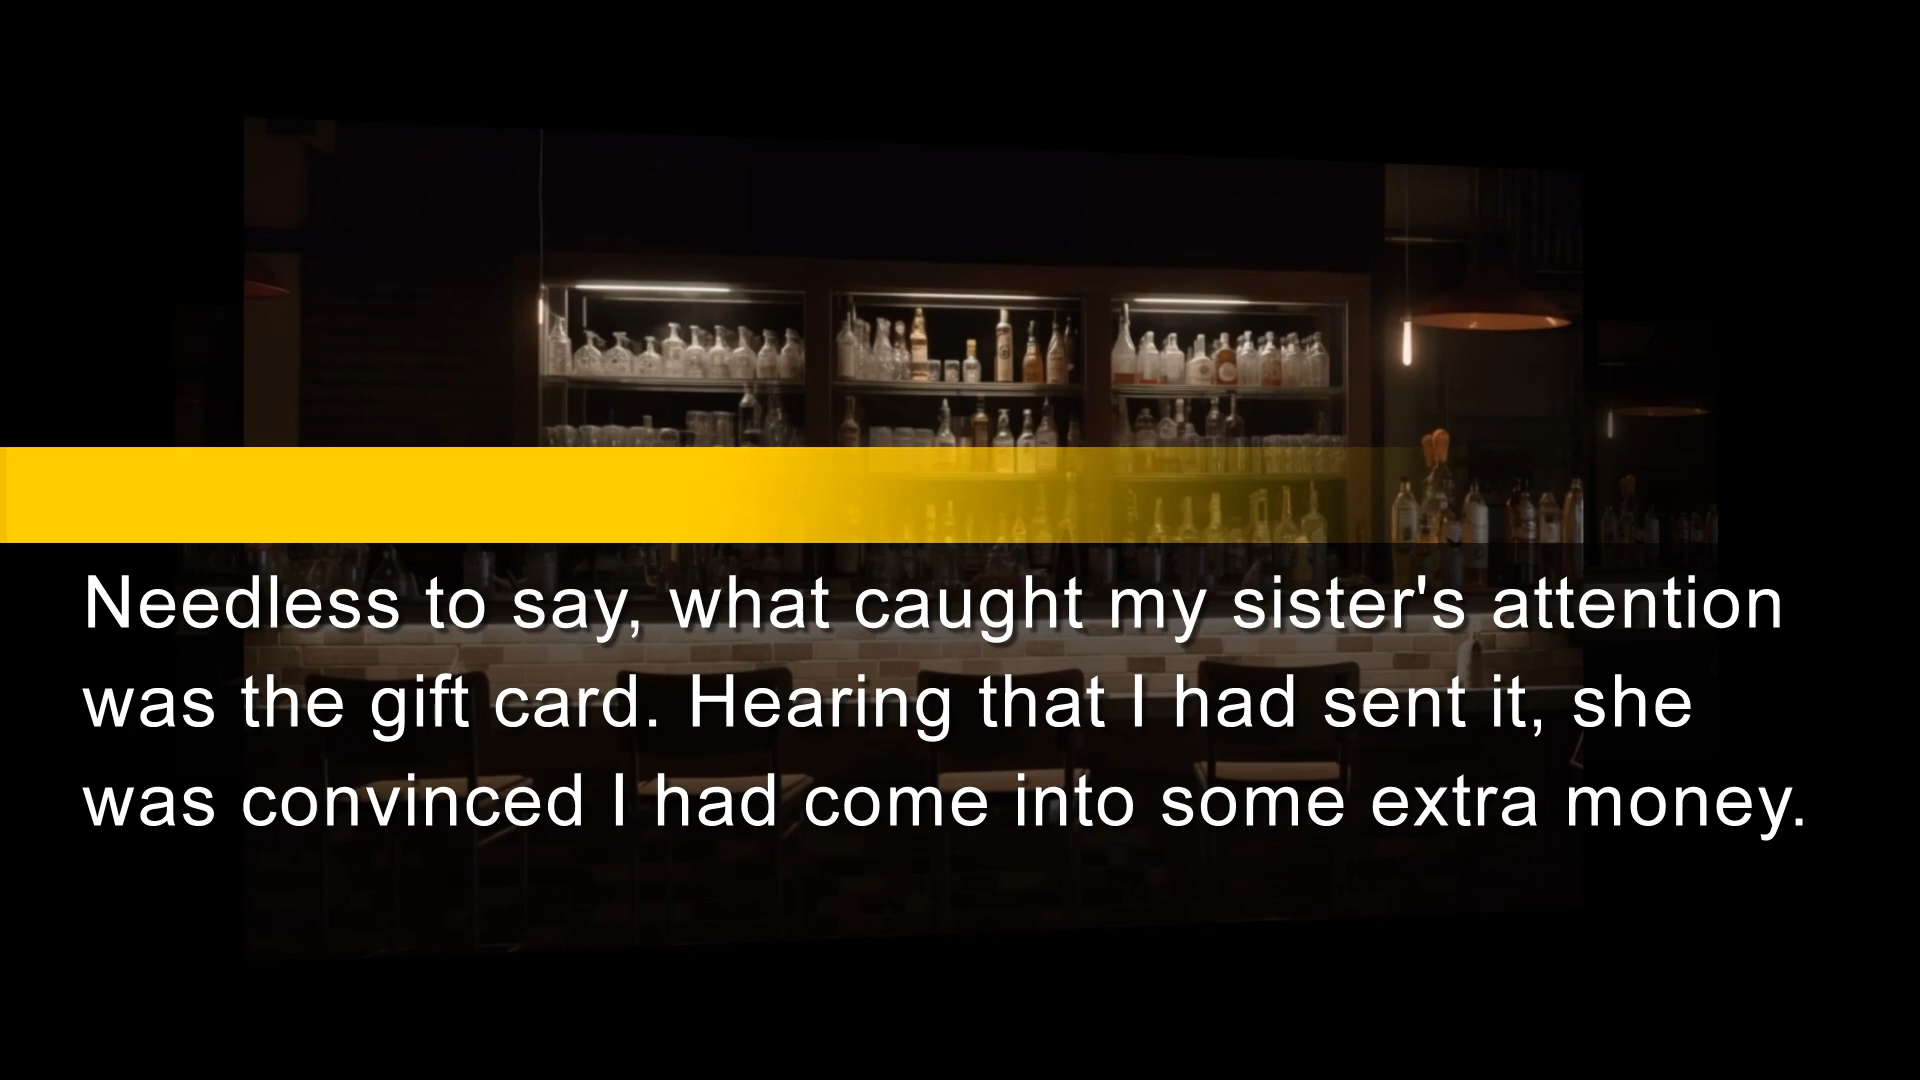 Needless to say, what caught my sister's attention
was the gift card. Hearing that I had sent it, she
was convinced I had come into some extra money.